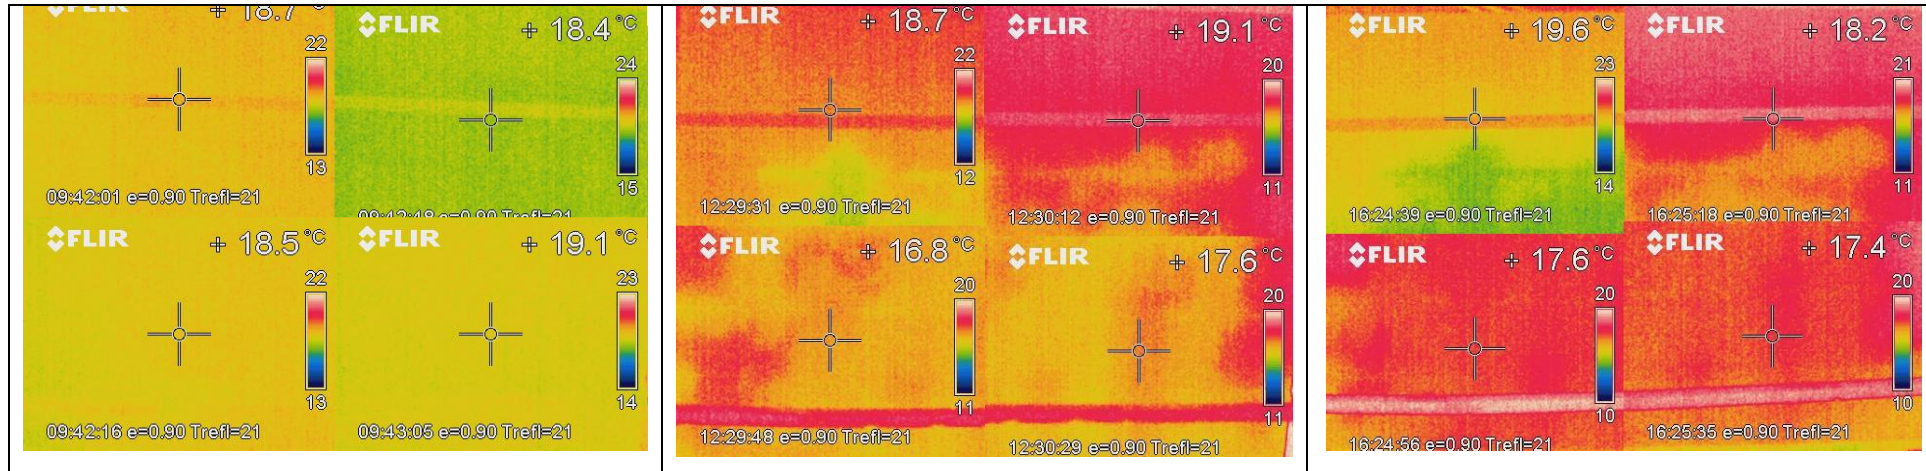 18.7 °C
22
13
09:42:01 e=0.90 Trefl=21
FLIR 18.4 °C
24
15
09:42:48 e=0.90 Trefl=21
FLIR 18.5 °C
22
13
09:42:16 e=0.90 Trefl=21
FLIR 19.1 °C
23
14
09:43:05 e=0.90 Trefl=21
FLIR 18.7 °C
22
12
12:29:31 e=0.90 Trefl=21
FLIR 19.1 °C
20
11
12:30:12 e=0.90 Trefl=21
FLIR 16.8 °C
20
11
12:29:48 e=0.90 Trefl=21
FLIR 17.6 °C
20
11
12:30:29 e=0.90 Trefl=21
FLIR 19.6 °C
23
14
16:24:39 e=0.90 Trefl=21
FLIR 18.2 °C
21
11
16:25:18 e=0.90 Trefl=21
FLIR 17.6 °C
20
10
16:24:56 e=0.90 Trefl=21
FLIR 17.4 °C
20
10
16:25:35 e=0.90 Trefl=21